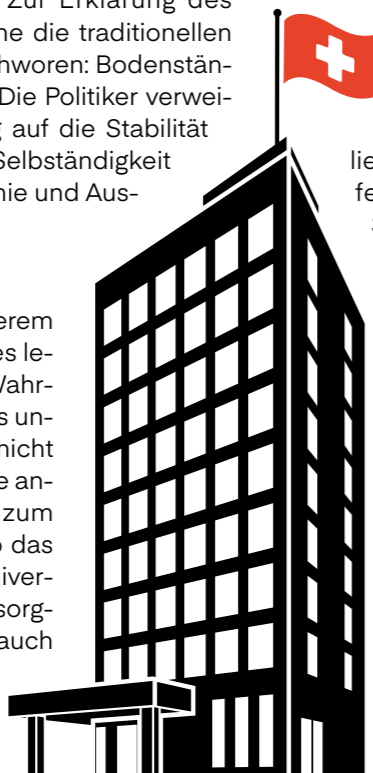 Zur Erklärung des
ne die traditionellen
hworen: Bodenstän-
Die Politiker verwei-
g auf die Stabilität
Selbständigkeit
nie und Aus-
erem
es le-
Wahr-
s un-
nicht
e an-
zum
o das
niver-
sorg-
auch
lie
fe